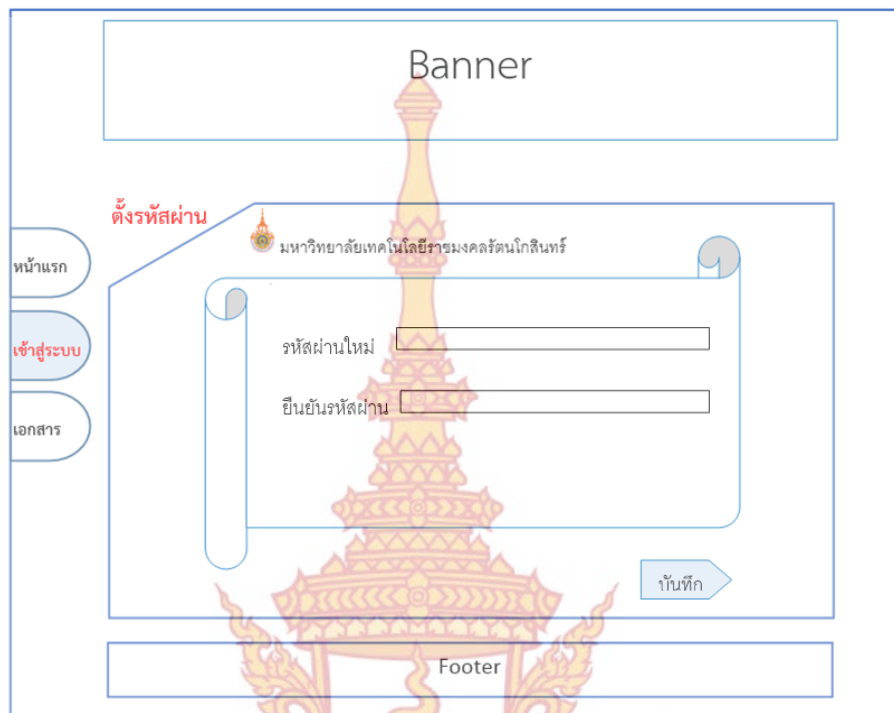 Banner
ตั้งรหัสผ่าน
มหาวิทยาลัยเทคโนโลยีราชมงคลรัตนโกสินทร์
หน้าแรก
รหัสผ่านใหม่
เข้าสู่ระบบ
ยืนยันรหัสผ่าน
เอกสาร
บันทึก
Footer